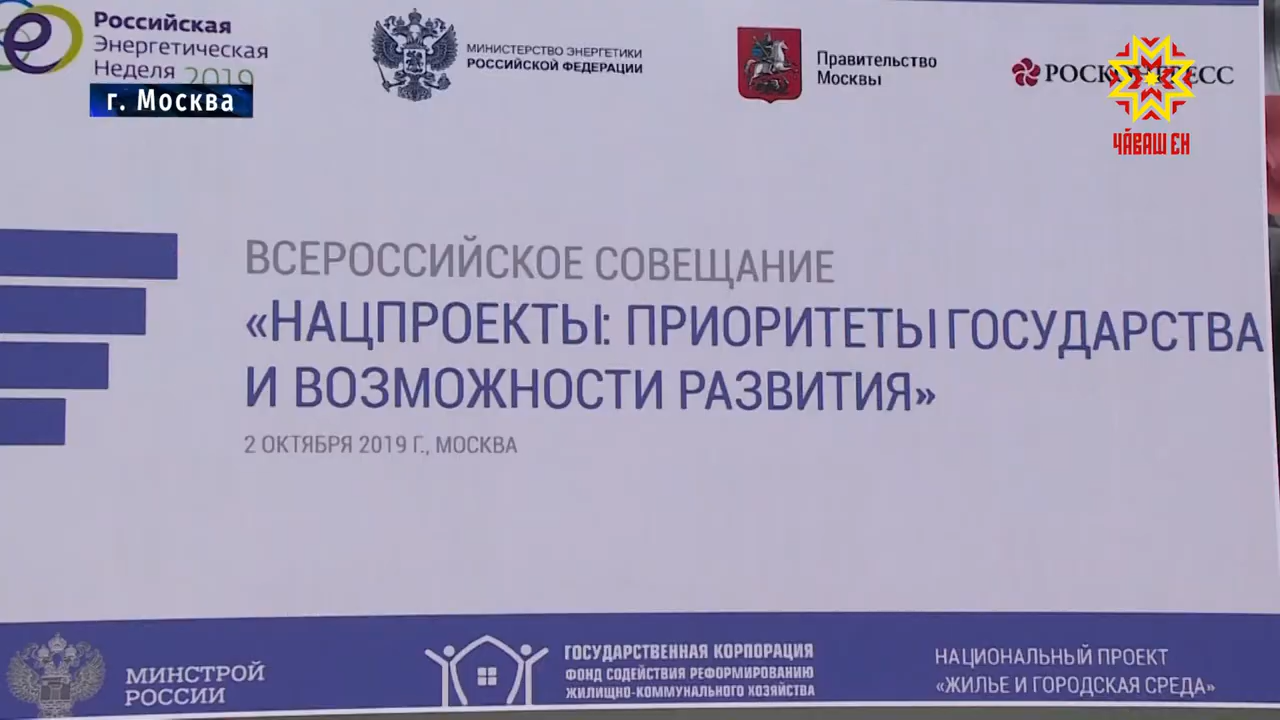 Российская
Энергетическая
Неделя 2019
г. Москва
МИНИСТЕРСТВО ЭНЕРГЕТИКИ
РОССИЙСКОЙ ФЕДЕРАЦИИ
Правительство
Москвы
РОСКОНГРЕСС
ЧӐВАШ ЕН
ВСЕРОССИЙСКОЕ СОВЕЩАНИЕ
«НАЦПРОЕКТЫ: ПРИОРИТЕТЫ ГОСУДАРСТВА
И ВОЗМОЖНОСТИ РАЗВИТИЯ»
2 ОКТЯБРЯ 2019 Г., МОСКВА
МИНСТРОЙ
РОССИИ
ГОСУДАРСТВЕННАЯ КОРПОРАЦИЯ
ФОНД СОДЕЙСТВИЯ РЕФОРМИРОВАНИЮ
ЖИЛИЩНО-КОММУНАЛЬНОГО ХОЗЯЙСТВА
НАЦИОНАЛЬНЫЙ ПРОЕКТ
«ЖИЛЬЕ И ГОРОДСКАЯ СРЕДА»